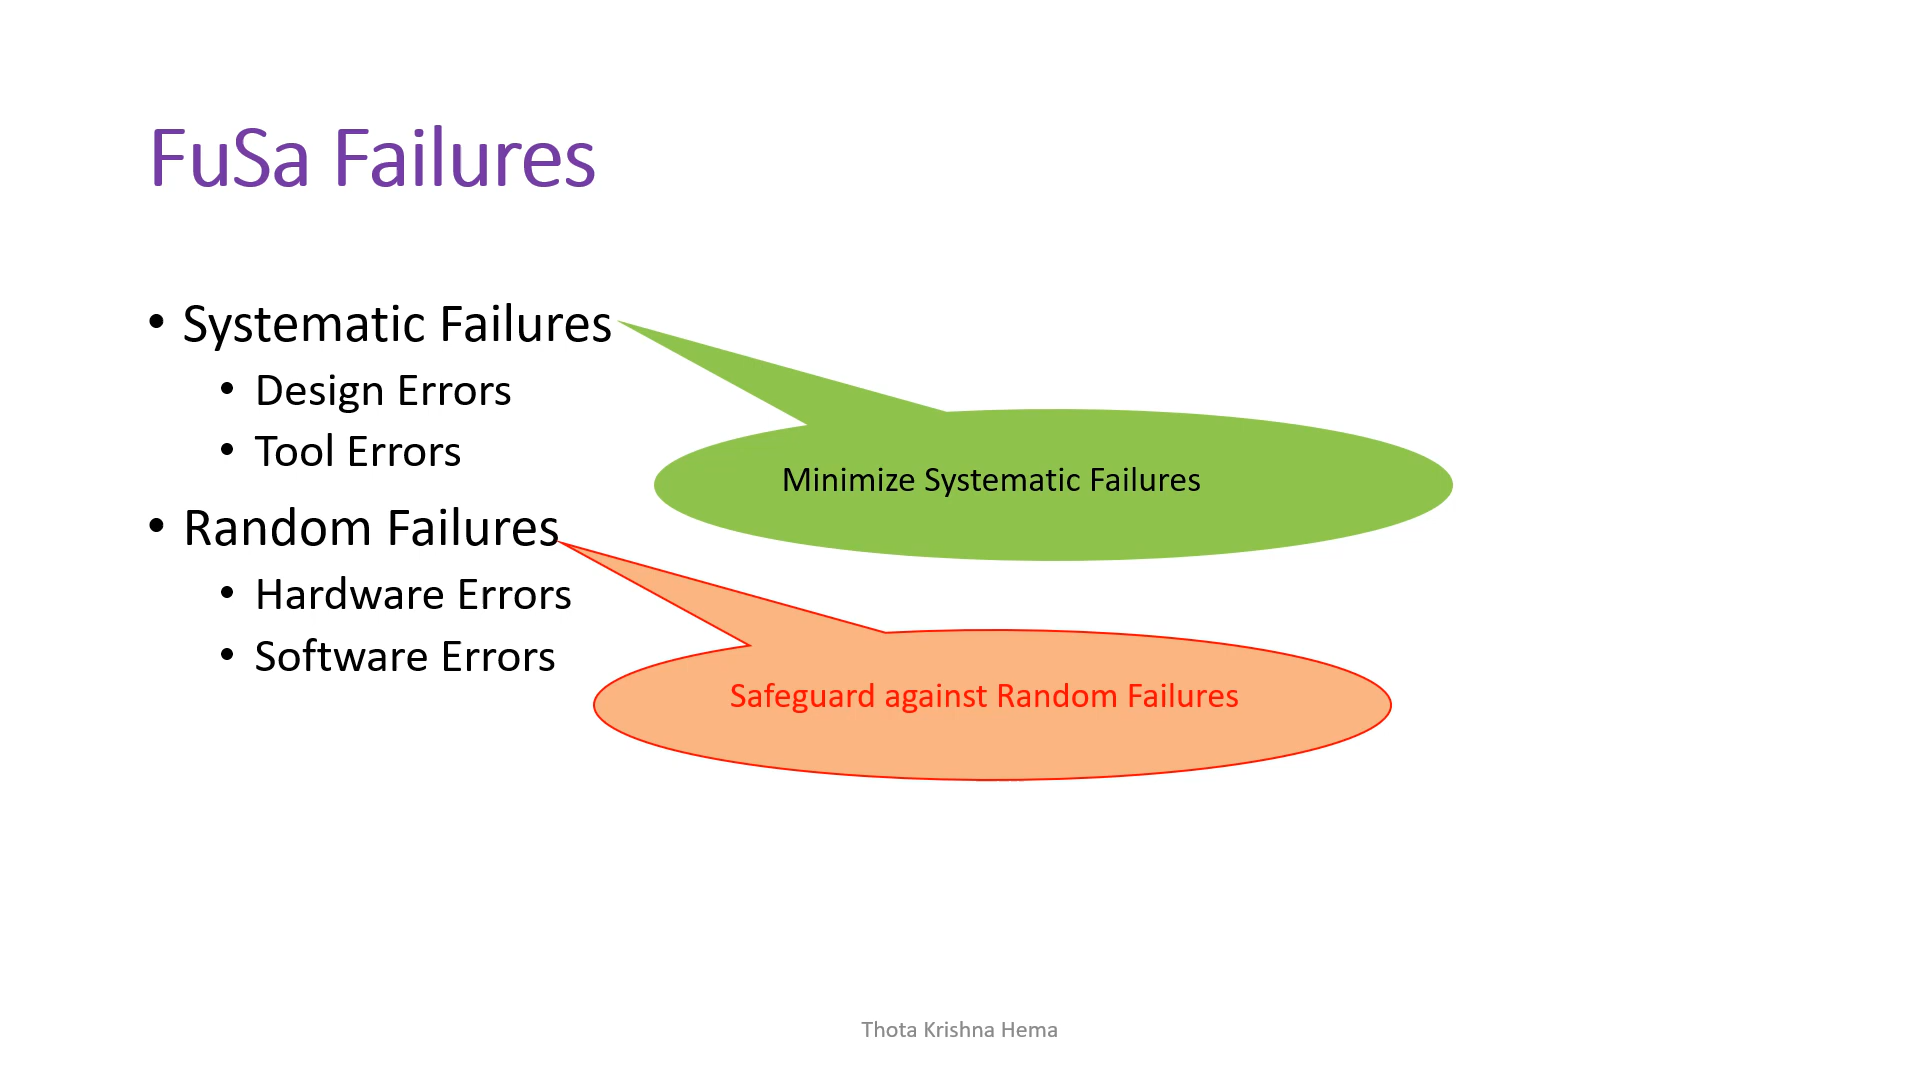 FuSa Failures
• Systematic Failures
• Design Errors
• Tool Errors
Minimize Systematic Failures
• Random Failures
• Hardware Errors
• Software Errors
Safeguard against Random Failures
Thota Krishna Hema